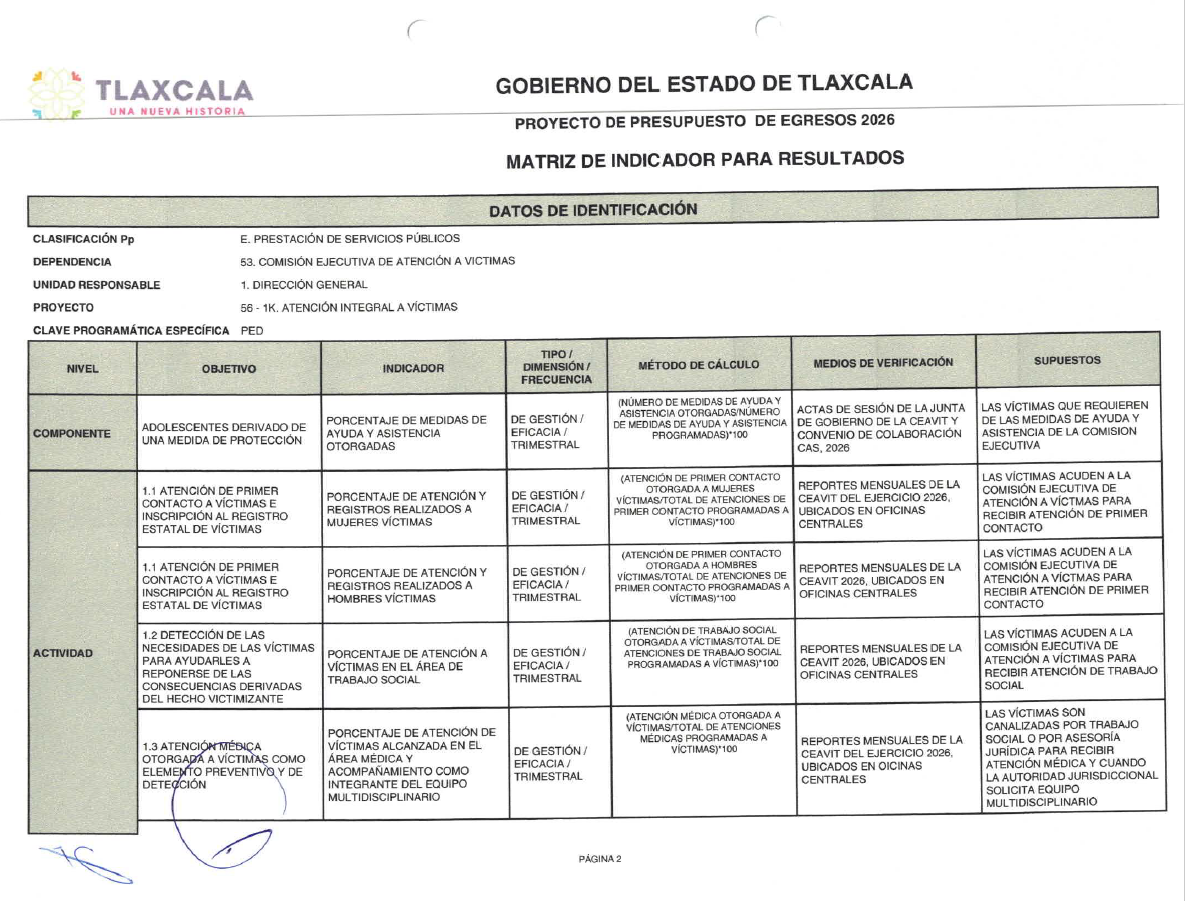 TLAXCALA
UNA NUEVA HISTORIA
GOBIERNO DEL ESTADO DE TLAXCALA
PROYECTO DE PRESUPUESTO DE EGRESOS 2026
MATRIZ DE INDICADOR PARA RESULTADOS
DATOS DE IDENTIFICACIÓN
CLASIFICACIÓN Pp E. PRESTACIÓN DE SERVICIOS PÚBLICOS
DEPENDENCIA 53. COMISIÓN EJECUTIVA DE ATENCIÓN A VICTIMAS
UNIDAD RESPONSABLE 1. DIRECCIÓN GENERAL
PROYECTO 56 - 1K. ATENCIÓN INTEGRAL A VÍCTIMAS
CLAVE PROGRAMÁTICA ESPECÍFICA PED
NIVEL
OBJETIVO
INDICADOR
TIPO /
DIMENSIÓN /
FRECUENCIA
MÉTODO DE CÁLCULO
MEDIOS DE VERIFICACIÓN
SUPUESTOS
COMPONENTE
ADOLESCENTES DERIVADO DE
UNA MEDIDA DE PROTECCIÓN
PORCENTAJE DE MEDIDAS DE
AYUDA Y ASISTENCIA
OTORGADAS
DE GESTIÓN /
EFICACIA /
TRIMESTRAL
(NÚMERO DE MEDIDAS DE AYUDA Y
ASISTENCIA OTORGADAS/NÚMERO
DE MEDIDAS DE AYUDA Y ASISTENCIA
PROGRAMADAS)*100
ACTAS DE SESIÓN DE LA JUNTA
DE GOBIERNO DE LA CEAVIT Y
CONVENIO DE COLABORACIÓN
CAS, 2026
LAS VÍCTIMAS QUE REQUIEREN
DE LAS MEDIDAS DE AYUDA Y
ASISTENCIA DE LA COMISION
EJECUTIVA
ACTIVIDAD
1.1 ATENCIÓN DE PRIMER
CONTACTO A VÍCTIMAS E
INSCRIPCIÓN AL REGISTRO
ESTATAL DE VÍCTIMAS
PORCENTAJE DE ATENCIÓN Y
REGISTROS REALIZADOS A
MUJERES VÍCTIMAS
DE GESTIÓN /
EFICACIA /
TRIMESTRAL
(ATENCIÓN DE PRIMER CONTACTO
OTORGADA A MUJERES
VÍCTIMAS/TOTAL DE ATENCIONES DE
PRIMER CONTACTO PROGRAMADAS A
VÍCTIMAS)*100
REPORTES MENSUALES DE LA
CEAVIT DEL EJERCICIO 2026,
UBICADOS EN OFICINAS
CENTRALES
LAS VÍCTIMAS ACUDEN A LA
COMISIÓN EJECUTIVA DE
ATENCIÓN A VÍCTIMAS PARA
RECIBIR ATENCIÓN DE PRIMER
CONTACTO
1.1 ATENCIÓN DE PRIMER
CONTACTO A VÍCTIMAS E
INSCRIPCIÓN AL REGISTRO
ESTATAL DE VÍCTIMAS
PORCENTAJE DE ATENCIÓN Y
REGISTROS REALIZADOS A
HOMBRES VÍCTIMAS
DE GESTIÓN /
EFICACIA /
TRIMESTRAL
(ATENCIÓN DE PRIMER CONTACTO
OTORGADA A HOMBRES
VÍCTIMAS/TOTAL DE ATENCIONES DE
PRIMER CONTACTO PROGRAMADAS A
VÍCTIMAS)*100
REPORTES MENSUALES DE LA
CEAVIT 2026, UBICADOS EN
OFICINAS CENTRALES
LAS VÍCTIMAS ACUDEN A LA
COMISIÓN EJECUTIVA DE
ATENCIÓN A VÍCTMAS PARA
RECIBIR ATENCIÓN DE PRIMER
CONTACTO
1.2 DETECCIÓN DE LAS
NECESIDADES DE LAS VÍCTIMAS
PARA AYUDARLES A
REPONERSE DE LAS
CONSECUENCIAS DERIVADAS
DEL HECHO VICTIMIZANTE
PORCENTAJE DE ATENCIÓN A
VÍCTIMAS EN EL ÁREA DE
TRABAJO SOCIAL
DE GESTIÓN /
EFICACIA /
TRIMESTRAL
(ATENCIÓN DE TRABAJO SOCIAL
OTORGADA A VÍCTIMAS/TOTAL DE
ATENCIONES DE TRABAJO SOCIAL
PROGRAMADAS A VÍCTIMAS)*100
REPORTES MENSUALES DE LA
CEAVIT 2026, UBICADOS EN
OFICINAS CENTRALES
LAS VÍCTIMAS ACUDEN A LA
COMISIÓN EJECUTIVA DE
ATENCIÓN A VÍCTIMAS PARA
RECIBIR ATENCIÓN DE TRABAJO
SOCIAL
1.3 ATENCIÓN MÉDICA
OTORGADA A VÍCTIMAS COMO
ELEMENTO PREVENTIVO Y DE
DETECCIÓN
PORCENTAJE DE ATENCIÓN DE
VÍCTIMAS ALCANZADA EN EL
ÁREA MÉDICA Y
ACOMPAÑAMIENTO COMO
INTEGRANTE DEL EQUIPO
MULTIDISCIPLINARIO
DE GESTIÓN /
EFICACIA /
TRIMESTRAL
(ATENCIÓN MÉDICA OTORGADA A
VÍCTIMAS/TOTAL DE ATENCIONES
MÉDICAS PROGRAMADAS A
VÍCTIMAS)*100
REPORTES MENSUALES DE LA
CEAVIT DEL EJERCICIO 2026,
UBICADOS EN OICINAS
CENTRALES
LAS VÍCTIMAS SON
CANALIZADAS POR TRABAJO
SOCIAL O POR ASESORÍA
JURÍDICA PARA RECIBIR
ATENCIÓN MÉDICA Y CUANDO
LA AUTORIDAD JURISDICCIONAL
SOLICITA EQUIPO
MULTIDISCIPLINARIO
PÁGINA 2